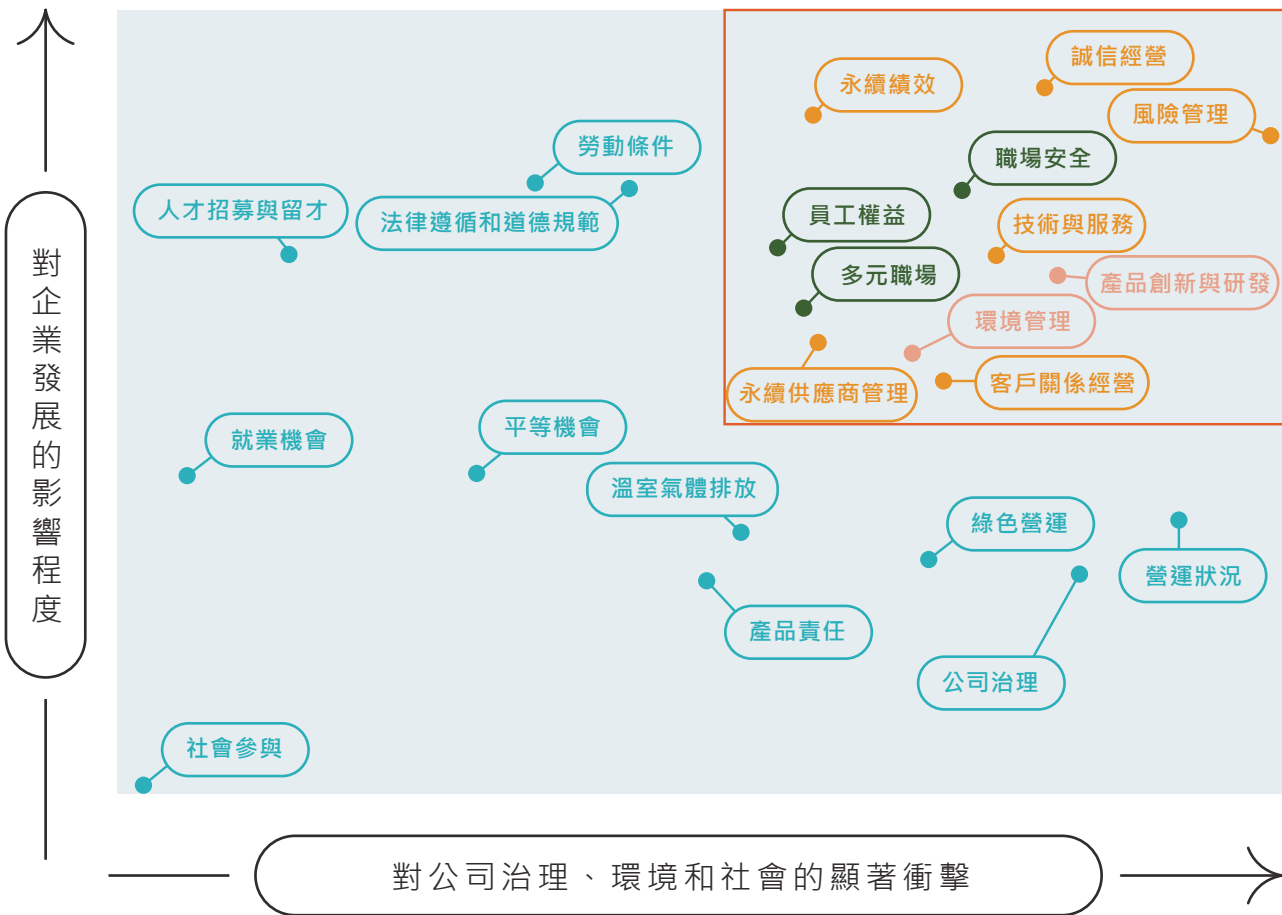 對企業發展的影響程度
永續績效
誠信經營
風險管理
勞動條件
職場安全
人才招募與留才
法律遵循和道德規範
員工權益
技術與服務
多元職場
產品創新與研發
環境管理
永續供應商管理
客戶關係經營
就業機會
平等機會
溫室氣體排放
綠色營運
營運狀況
產品責任
公司治理
社會參與
對公司治理、環境和社會的顯著衝擊